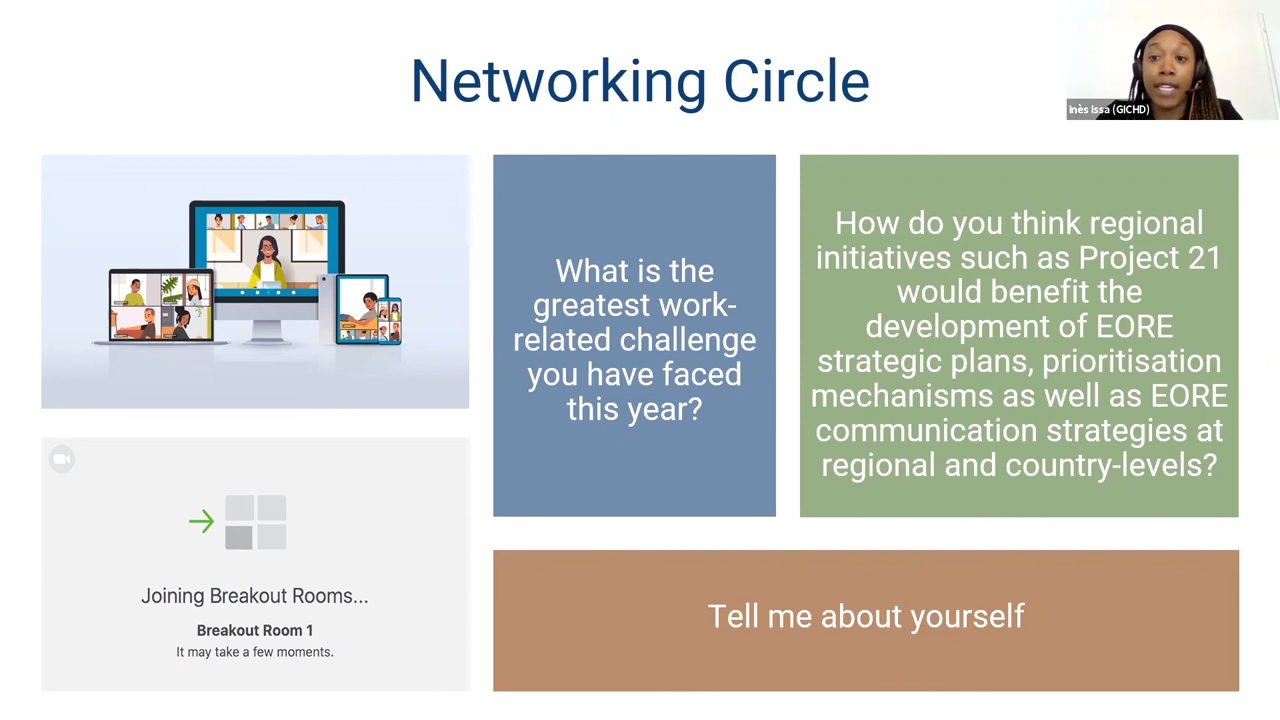 Networking Circle
Inès Issa (GICHD)
What is the
greatest work-
related challenge
you have faced
this year?
How do you think regional
initiatives such as Project 21
would benefit the
development of EORE
strategic plans, prioritisation
mechanisms as well as EORE
communication strategies at
regional and country-levels?
Joining Breakout Rooms...
Breakout Room 1
It may take a few moments.
Tell me about yourself